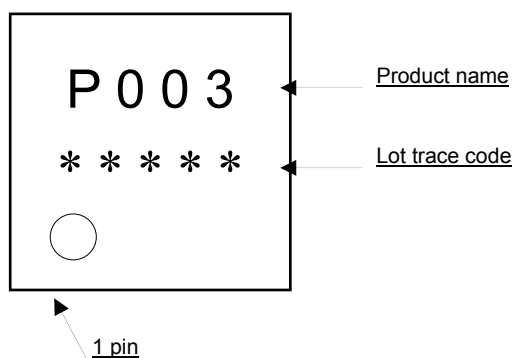 P003
Product name
*****
Lot trace code
1 pin